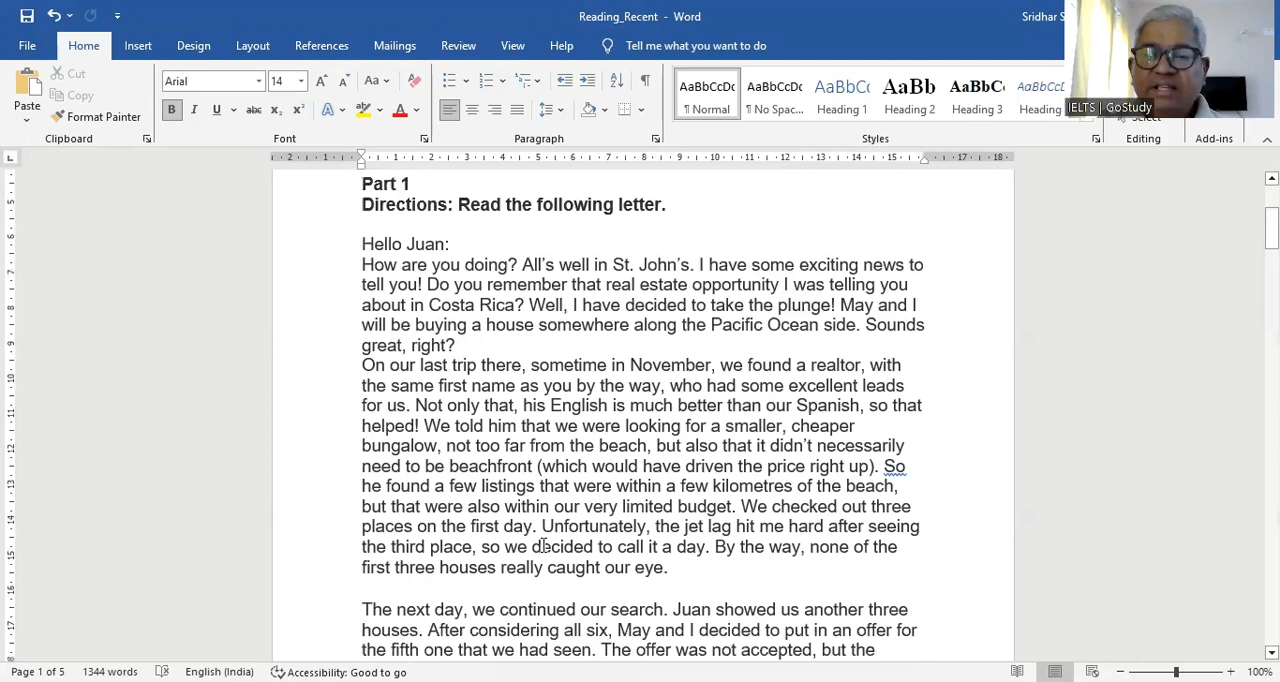 Reading_Recent - Word
Sridhar S
File Home Insert Design Layout References Mailings Review View Help Tell me what you want to do
Paste
Cut
Copy
Format Painter
Arial 14
Clipboard Font Paragraph Styles Editing Add-ins
AaBbCcDc AaBbCcDc AaBbCc AaBb AaBbC AaBbCcDc
¶ Normal ¶ No Spac... Heading 1 Heading 2 Heading 3 Heading
IELTS | GoStudy
Select
Part 1
Directions: Read the following letter.
Hello Juan:
How are you doing? All’s well in St. John’s. I have some exciting news to
tell you! Do you remember that real estate opportunity I was telling you
about in Costa Rica? Well, I have decided to take the plunge! May and I
will be buying a house somewhere along the Pacific Ocean side. Sounds
great, right?
On our last trip there, sometime in November, we found a realtor, with
the same first name as you by the way, who had some excellent leads
for us. Not only that, his English is much better than our Spanish, so that
helped! We told him that we were looking for a smaller, cheaper
bungalow, not too far from the beach, but also that it didn’t necessarily
need to be beachfront (which would have driven the price right up). So
he found a few listings that were within a few kilometres of the beach,
but that were also within our very limited budget. We checked out three
places on the first day. Unfortunately, the jet lag hit me hard after seeing
the third place, so we decided to call it a day. By the way, none of the
first three houses really caught our eye.
The next day, we continued our search. Juan showed us another three
houses. After considering all six, May and I decided to put in an offer for
the fifth one that we had seen. The offer was not accepted, but the
Page 1 of 5 1344 words English (India) Accessibility: Good to go 100%